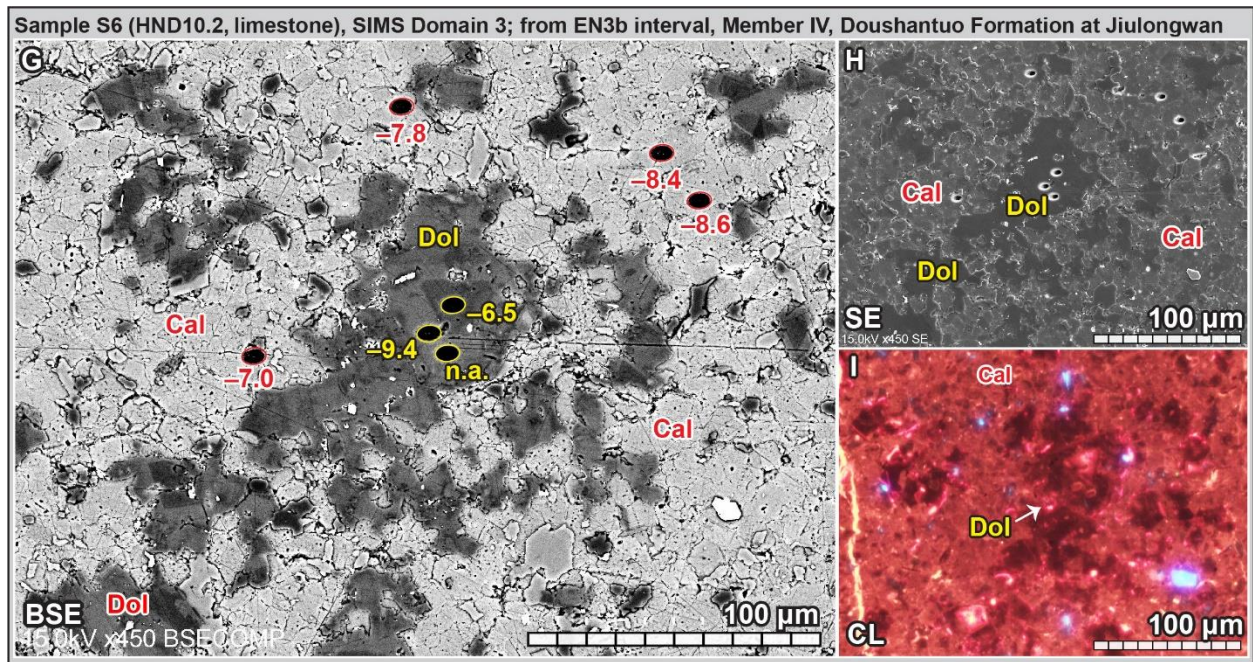 Sample S6 (HND10.2, limestone), SIMS Domain 3; from EN3b interval, Member IV, Doushantuo Formation at Jiulongwan
G
–7.8
–8.4
–8.6
Dol
–6.5
Cal
–9.4
–7.0
n.a.
Cal
Dol
BSE
100 µm
15.0kV x450 BSECOMP
H
Cal
Dol
Cal
Dol
SE
100 µm
15.0kV x450 SE
I
Cal
Dol
CL
100 µm